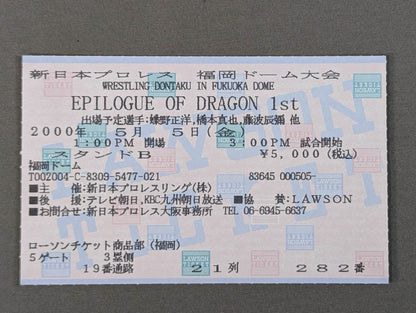 新日本プロレス 福岡ドーム大会
WRESTLING DONTAKU IN FUKUOKA DOME
EPILOGUE OF DRAGON 1st
出場予定選手:蝶野正洋,橋本真也,藤波辰爾 他
2000年 5月 5日(金)
1:00PM 開場 3:00PM 試合開始
スタンドB ¥5,000(税込)
福岡ドーム
T002004-C-8309-5477-021 83645 000505-
■主 催:新日本プロレスリング(株)
■後 援:テレビ朝日,KBC九州朝日放送 ■協 賛:LAWSON
■お問合せ:新日本プロレス大阪事務所 TEL 06-6945-6637
ローソンチケット商品部(福岡)
5ゲート 3塁側
19番通路 21列 282番
LAWSON TICKET